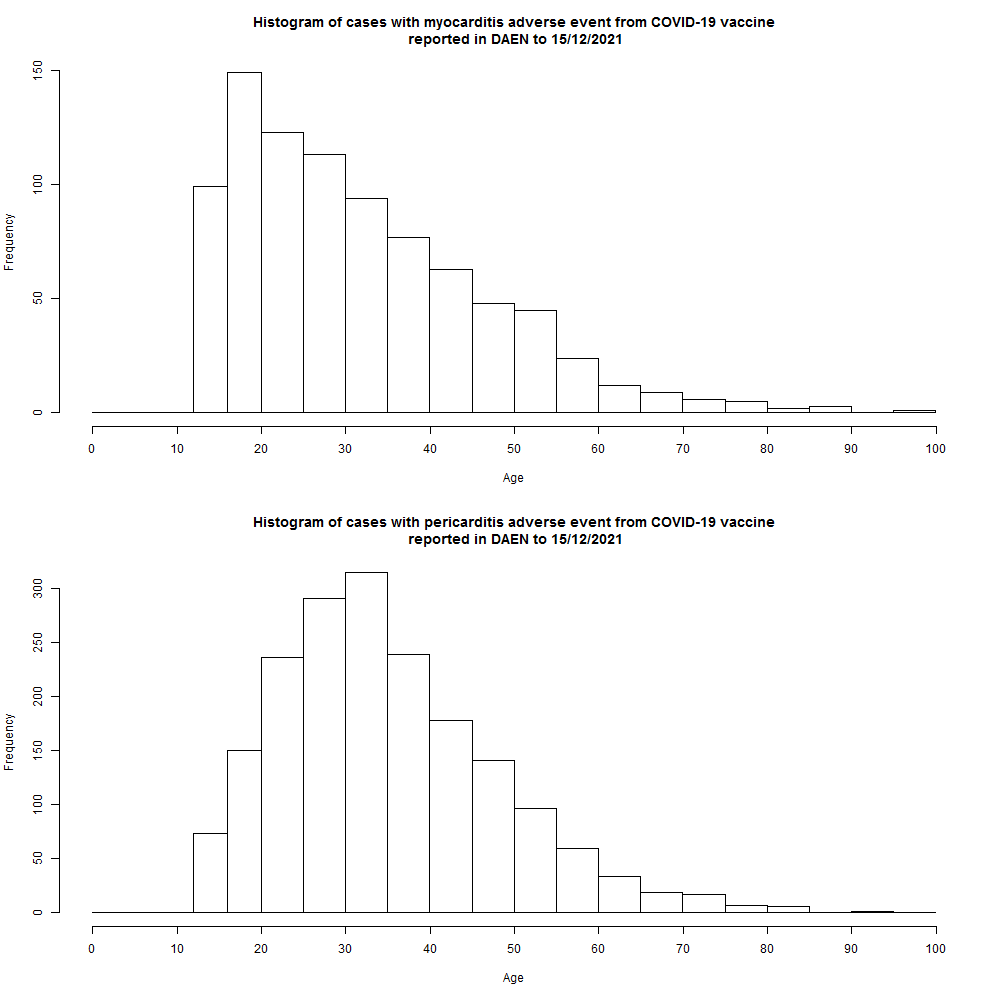 Histogram of cases with myocarditis adverse event from COVID-19 vaccine
reported in DAEN to 15/12/2021
Frequency
150
100
50
0
0 10 20 30 40 50 60 70 80 90 100
Age
Histogram of cases with pericarditis adverse event from COVID-19 vaccine
reported in DAEN to 15/12/2021
Frequency
300
250
200
150
100
50
0
0 10 20 30 40 50 60 70 80 90 100
Age